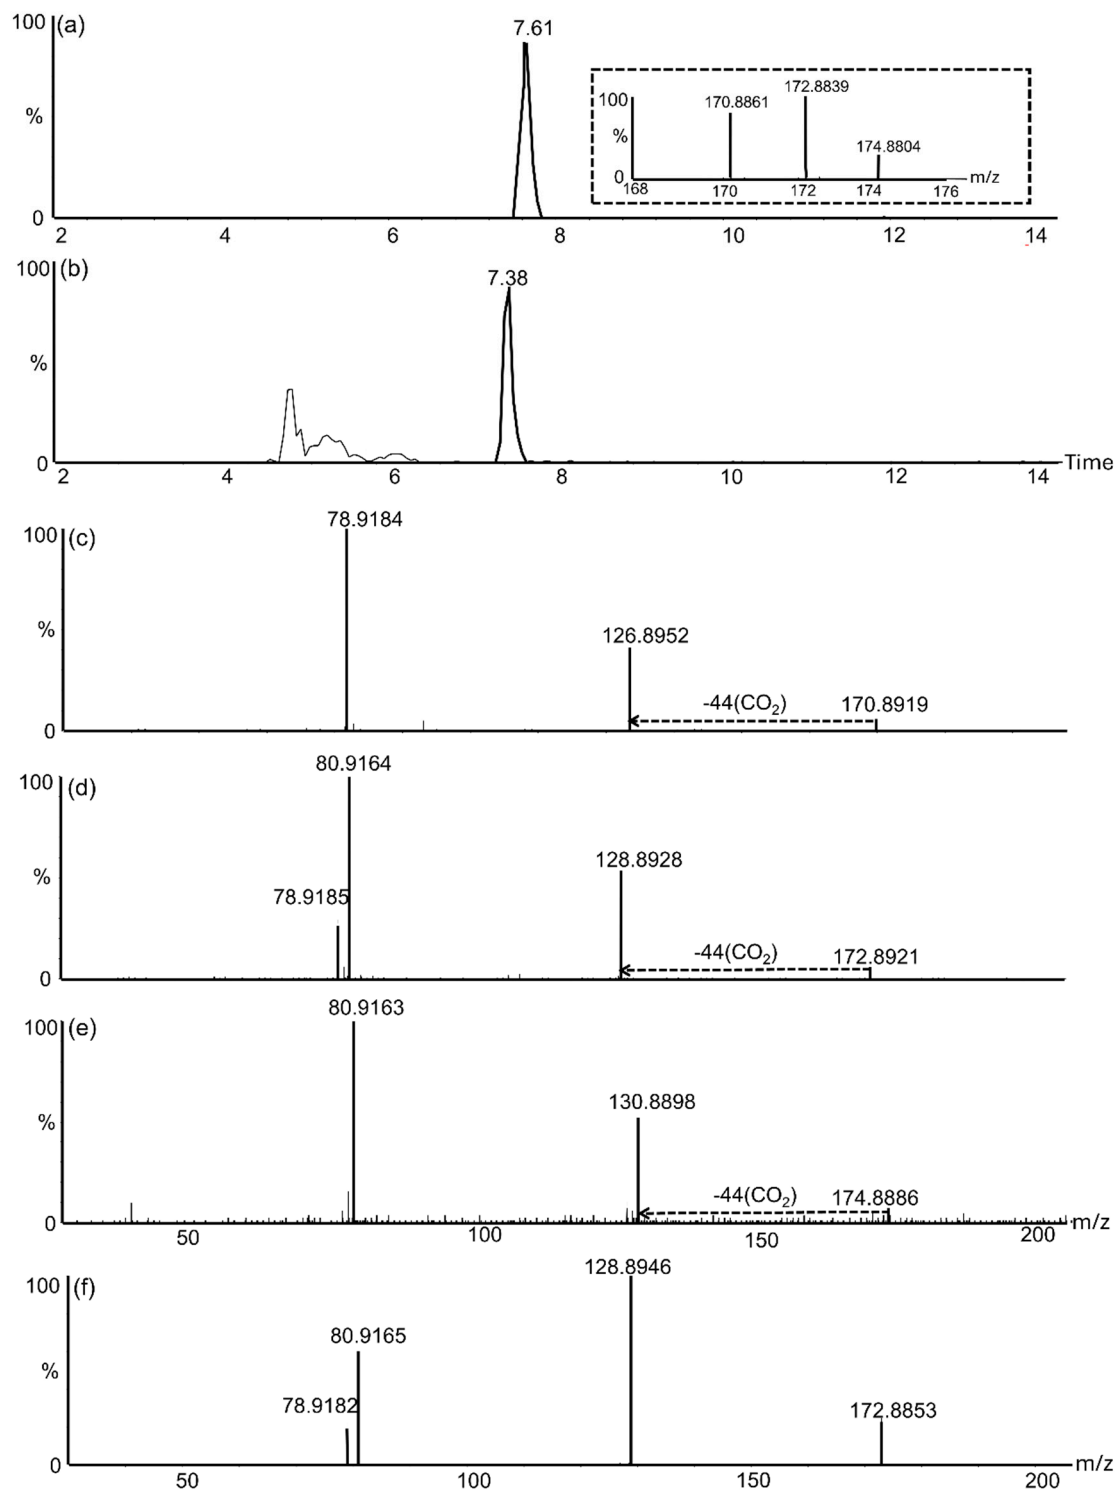 100 (a)
7.61
%
0
2 4 6 8 10 12 14
172.8839
170.8861
100
%
174.8804
0
m/z
168 170 172 174 176
100 (b)
7.38
%
0
Time
2 4 6 8 10 12 14
78.9184
100 (c)
%
126.8952
-44(CO₂)
170.8919
0
80.9164
100 (d)
%
128.8928
78.9185
-44(CO₂)
172.8921
0
80.9163
100 (e)
%
130.8898
-44(CO₂)
174.8886
0
m/z
50 100 150 200
128.8946
100 (f)
80.9165
%
78.9182
172.8853
0
m/z
50 100 150 200